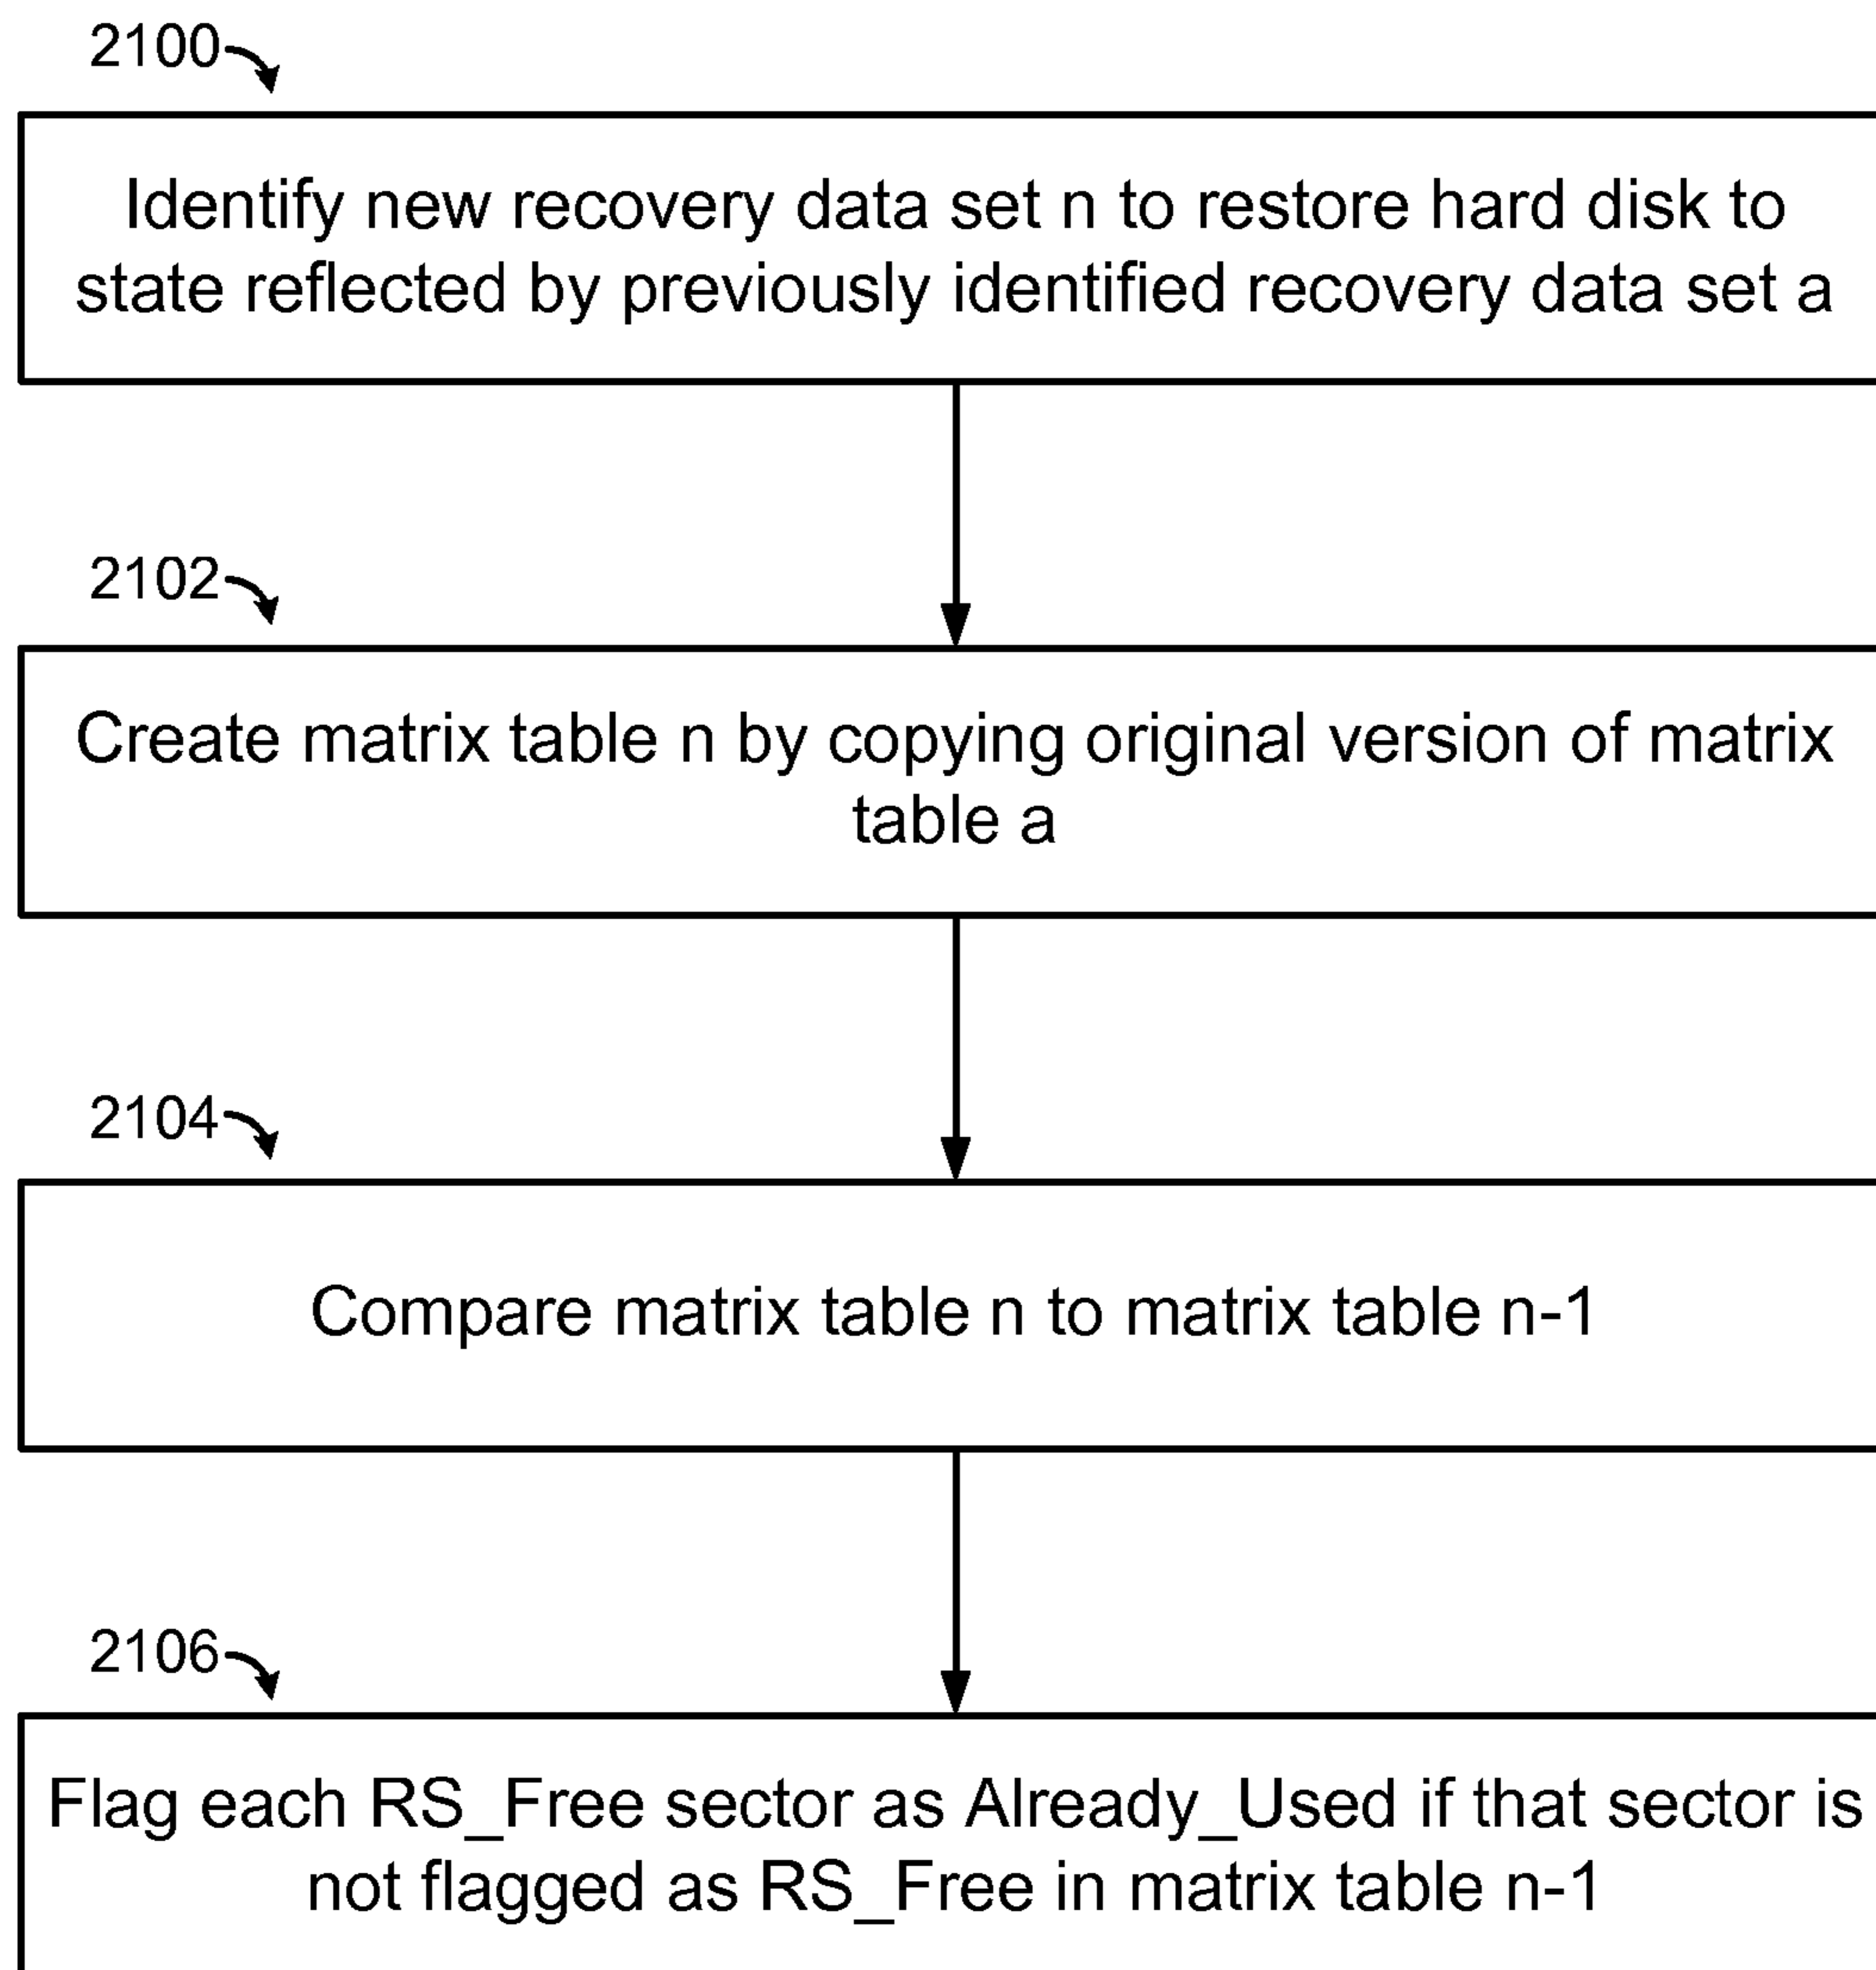 2100
Identify new recovery data set n to restore hard disk to
state reflected by previously identified recovery data set a
2102
Create matrix table n by copying original version of matrix
table a
2104
Compare matrix table n to matrix table n-1
2106
Flag each RS_Free sector as Already_Used if that sector is
not flagged as RS_Free in matrix table n-1